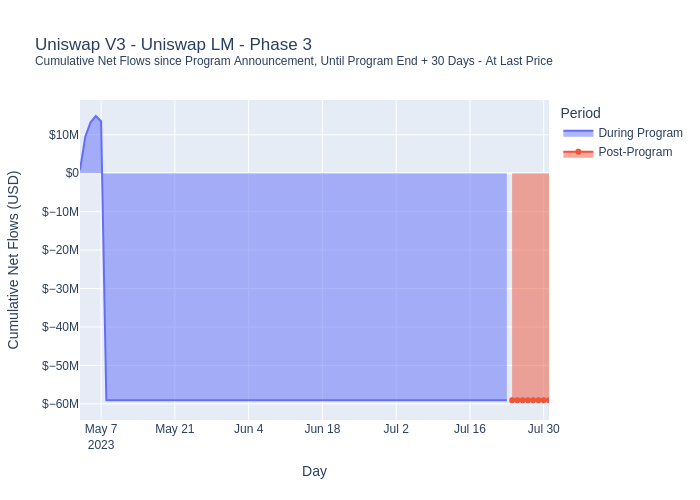 Uniswap V3 - Uniswap LM - Phase 3
Cumulative Net Flows since Program Announcement, Until Program End + 30 Days - At Last Price
Period
During Program
Post-Program
Cumulative Net Flows (USD)
$10M
$0
$−10M
$−20M
$−30M
$−40M
$−50M
$−60M
May 7
2023
May 21
Jun 4
Jun 18
Jul 2
Jul 16
Jul 30
Day